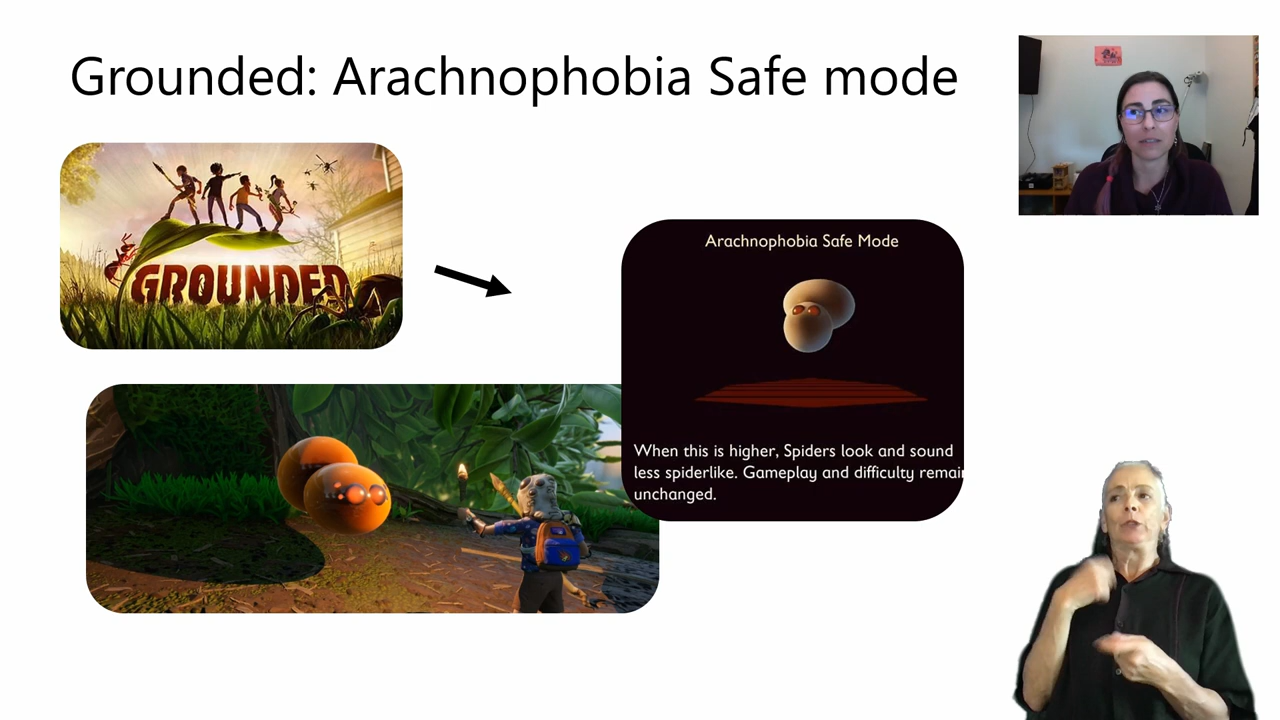 Grounded: Arachnophobia Safe mode
GROUNDED
Arachnophobia Safe Mode
When this is higher, Spiders look and sound
less spiderlike. Gameplay and difficulty remain
unchanged.